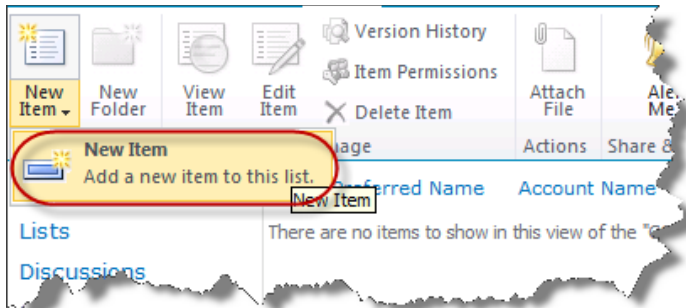 Version History
Item Permissions
Delete Item
New Item
New Folder
View Item
Edit Item
Attach File
Actions
Share &
New Item
Add a new item to this list.
New Item
Name
Account Name
Lists
There are no items to show in this view of the
Discussions